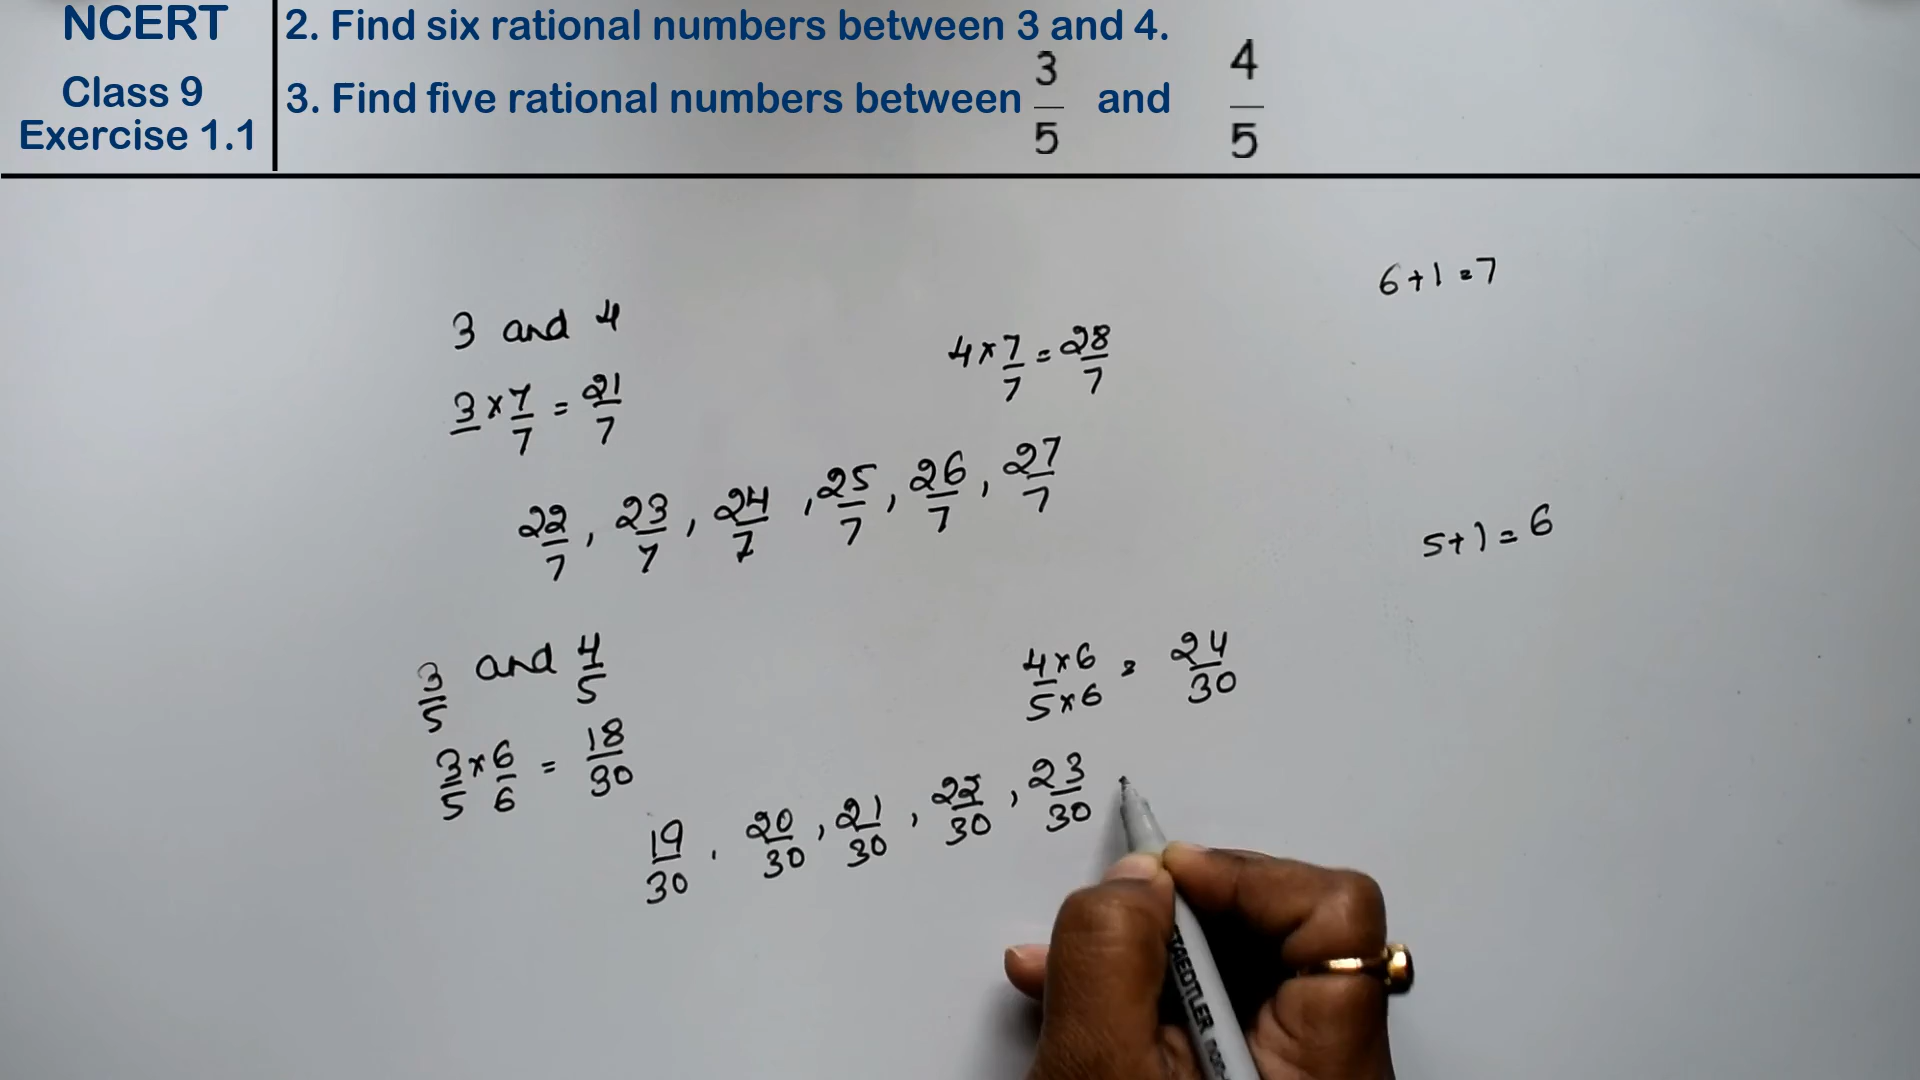 NCERT
Class 9
Exercise 1.1
2. Find six rational numbers between 3 and 4.
3. Find five rational numbers between 3/5 and 4/5
6+1=7
3 and 4
4×7/7=28/7
3×7/7=21/7
22/7, 23/7, 24/7, 25/7, 26/7, 27/7
5+1=6
3/5 and 4/5
4×6/5×6 = 24/30
3/5×6/6 = 18/30
19/30, 20/30, 21/30, 22/30, 23/30
STAEDTLER